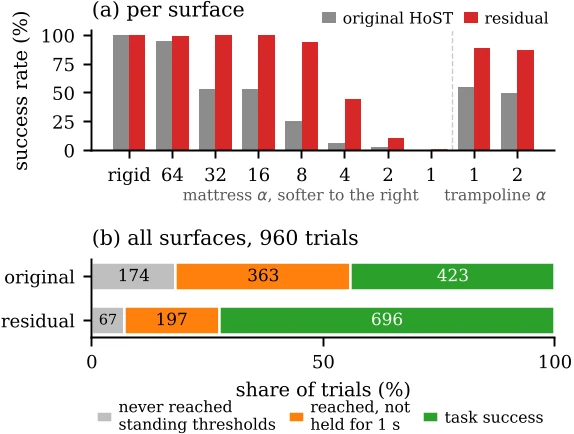 (a) per surface
original HoST
residual
success rate (%)
100
75
50
25
0
rigid 64 32 16 8 4 2 1 1 2
mattress α, softer to the right
trampoline α
(b) all surfaces, 960 trials
original
174 363 423
residual
67 197 696
0 50 100
share of trials (%)
never reached
standing thresholds
reached, not
held for 1 s
task success